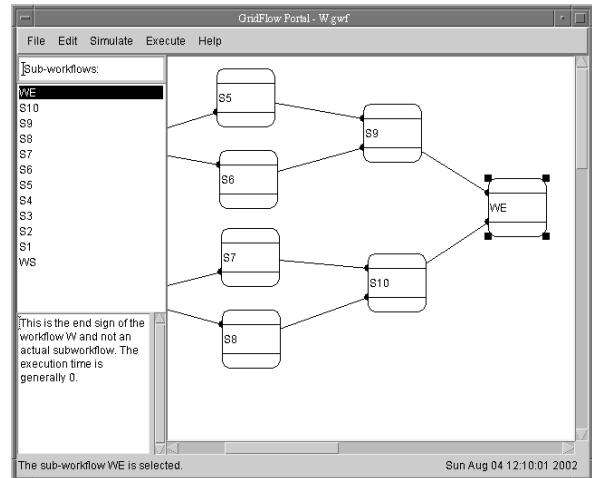 GridFlow Portal - W.gwf
File Edit Simulate Execute Help
Sub-workflows:
WE
S10
S9
S8
S7
S6
S5
S4
S3
S2
S1
WS
This is the end sign of the
workflow W and not an
actual subworkflow. The
execution time is
generally 0.
S5
S9
S6
WE
S7
S10
S8
The sub-workflow WE is selected.
Sun Aug 04 12:10:01 2002